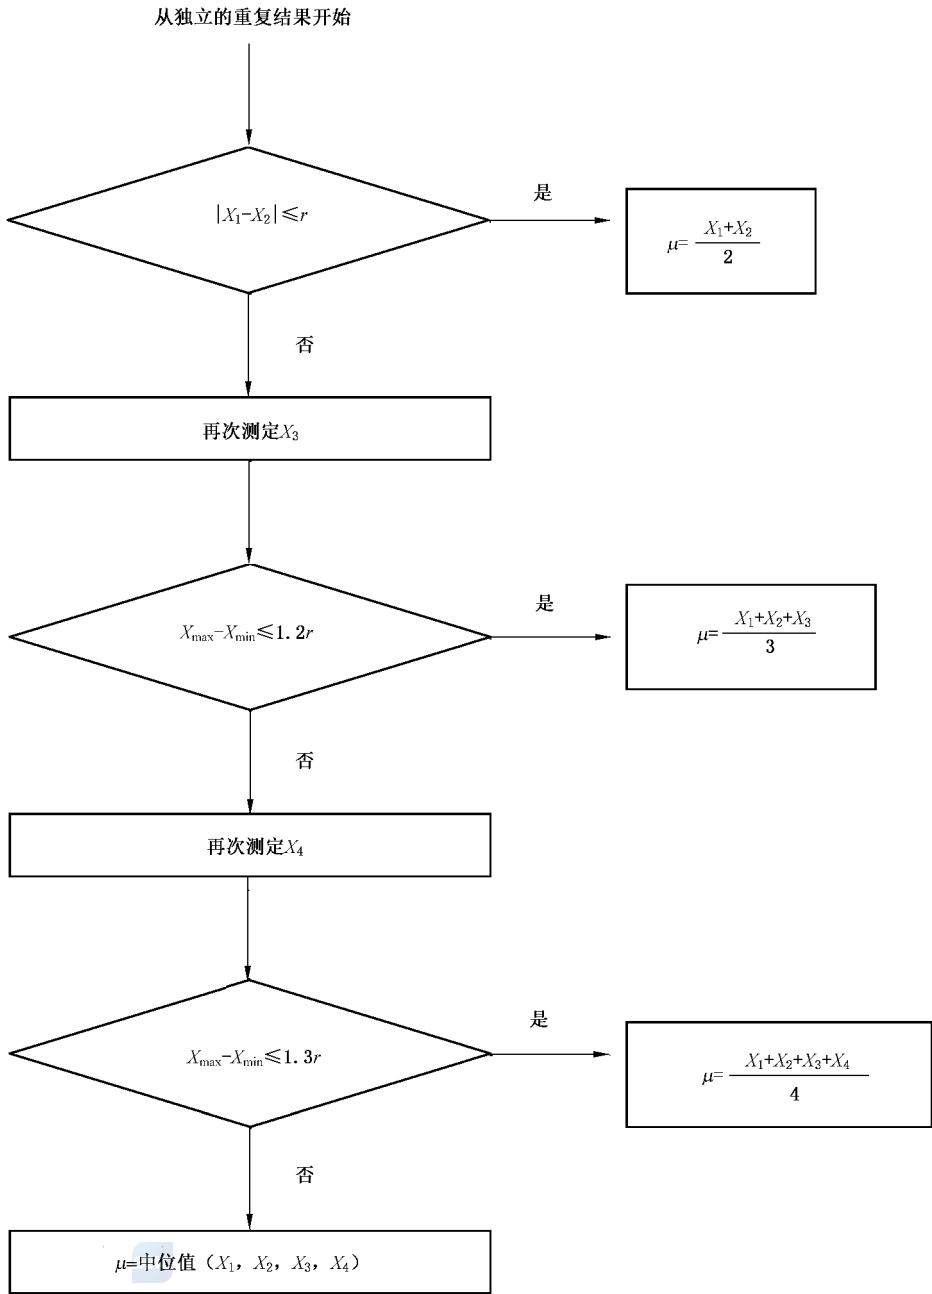 从独立的重复结果开始
|X₁-X₂|≤r
是
μ=
X₁+X₂
2
否
再次测定X₃
Xmax-Xmin≤1.2r
是
μ=
X₁+X₂+X₃
3
否
再次测定X₄
Xmax-Xmin≤1.3r
是
μ=
X₁+X₂+X₃+X₄
4
否
μ=中位值（X₁，X₂，X₃，X₄）